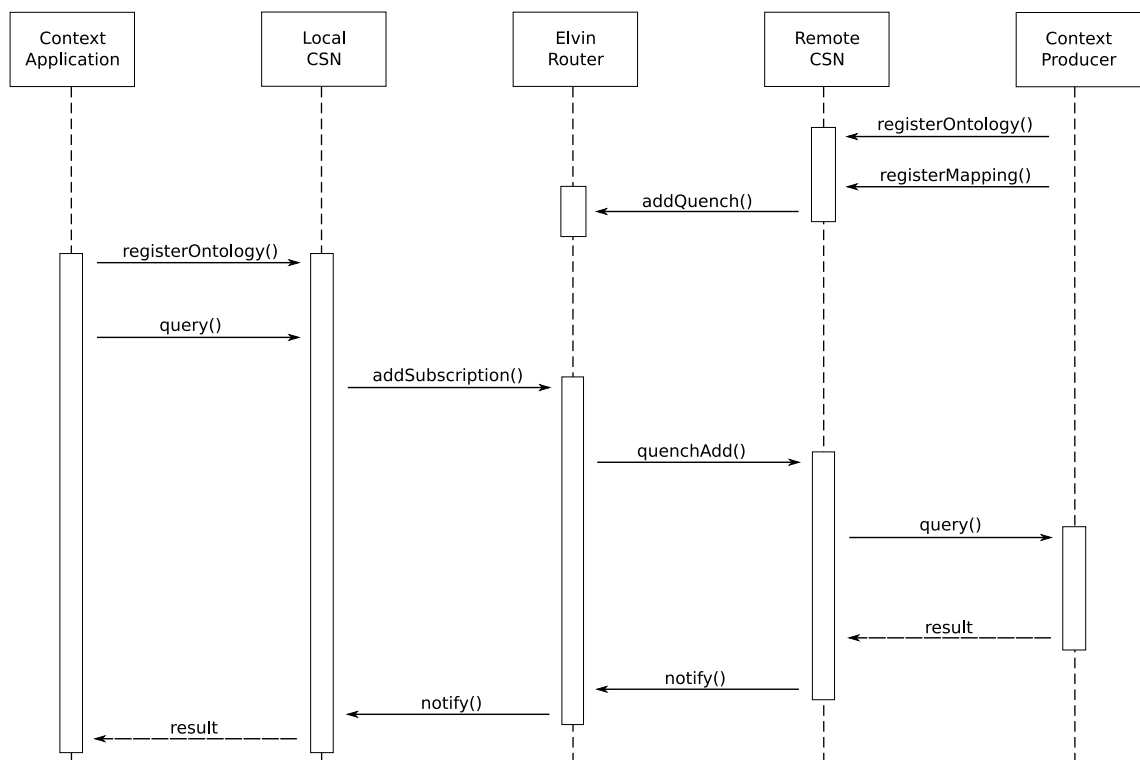 Context
Application
Local
CSN
Elvin
Router
Remote
CSN
Context
Producer
registerOntology()
registerMapping()
addQuench()
registerOntology()
query()
addSubscription()
quenchAdd()
query()
result
notify()
notify()
result